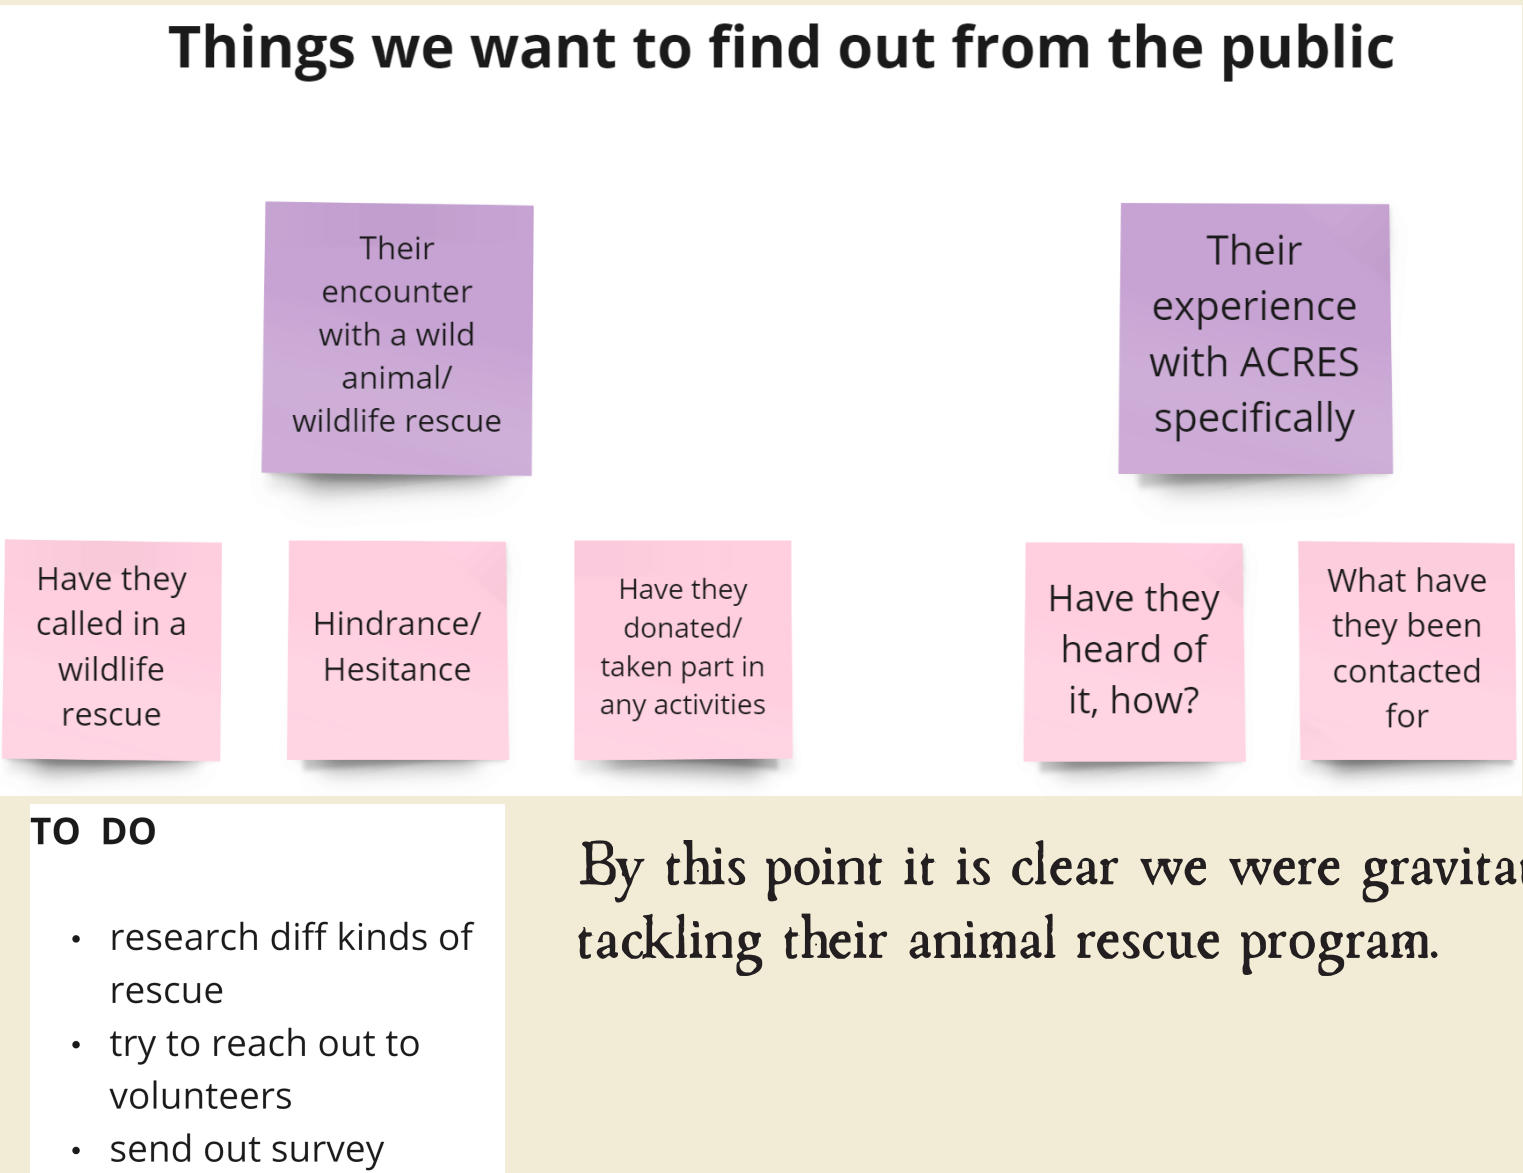 Things we want to find out from the public
Their
encounter
with a wild
animal/
wildlife rescue
Their
experience
with ACRES
specifically
Have they
called in a
wildlife
rescue
Hindrance/
Hesitance
Have they
donated/
taken part in
any activities
Have they
heard of
it, how?
What have
they been
contacted
for
TO DO
• research diff kinds of
rescue
• try to reach out to
volunteers
• send out survey
By this point it is clear we were
tackling their animal rescue program.